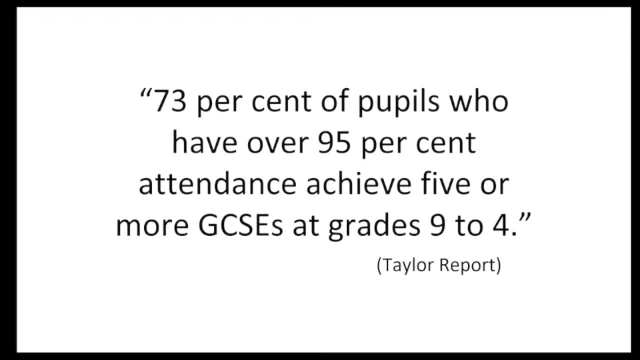 “73 per cent of pupils who
have over 95 per cent
attendance achieve five or
more GCSEs at grades 9 to 4.”
(Taylor Report)